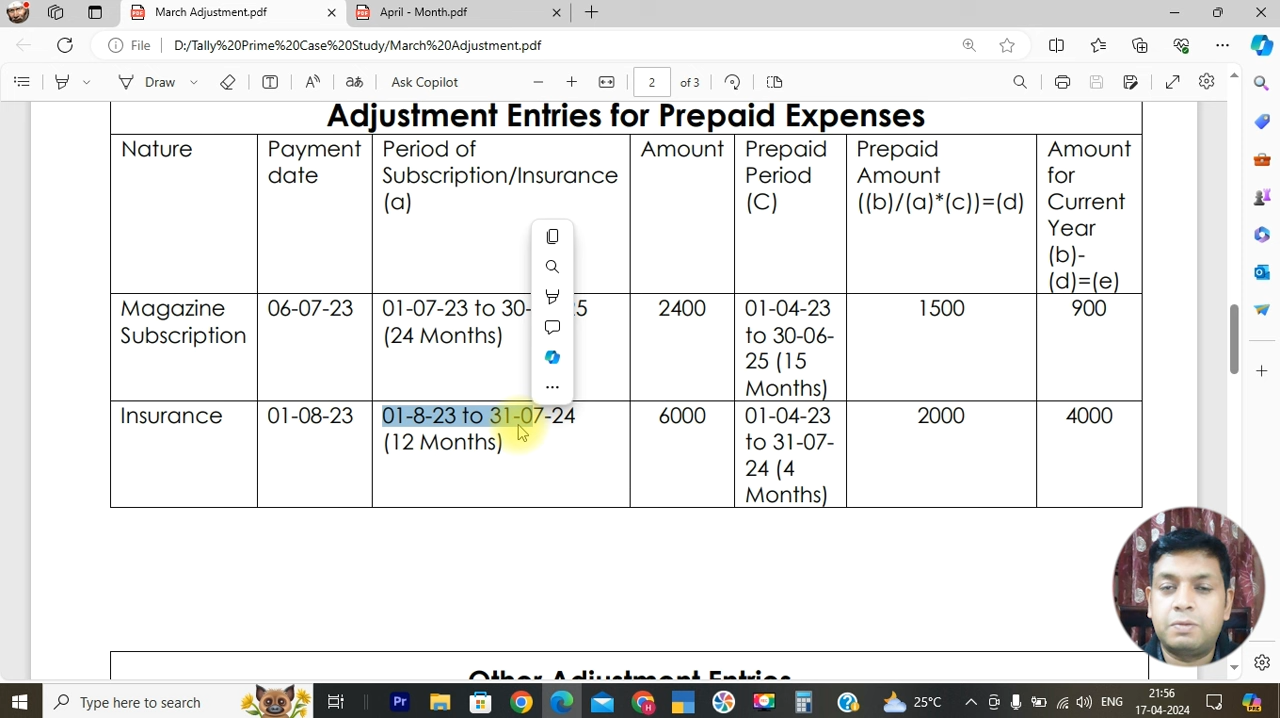 March Adjustment.pdf
April - Month.pdf
File
D:/Tally%20Prime%20Case%20Study/March%20Adjustment.pdf
Draw
Ask Copilot
2
of 3
Adjustment Entries for Prepaid Expenses
Nature
Payment
date
Period of
Subscription/Insurance
(a)
Amount
Prepaid
Period
(C)
Prepaid
Amount
((b)/(a)*(c))=(d)
Amount
for
Current
Year
(b)-
(d)=(e)
Magazine
Subscription
06-07-23
01-07-23 to 30-
(24 Months)
2400
01-04-23
to 30-06-
25 (15
Months)
1500
900
Insurance
01-08-23
01-8-23 to 31-07-24
(12 Months)
6000
01-04-23
to 31-07-
24 (4
Months)
2000
4000
Other Adjustment Entries
Type here to search
Pr
H
25°C
ENG
21:56
17-04-2024